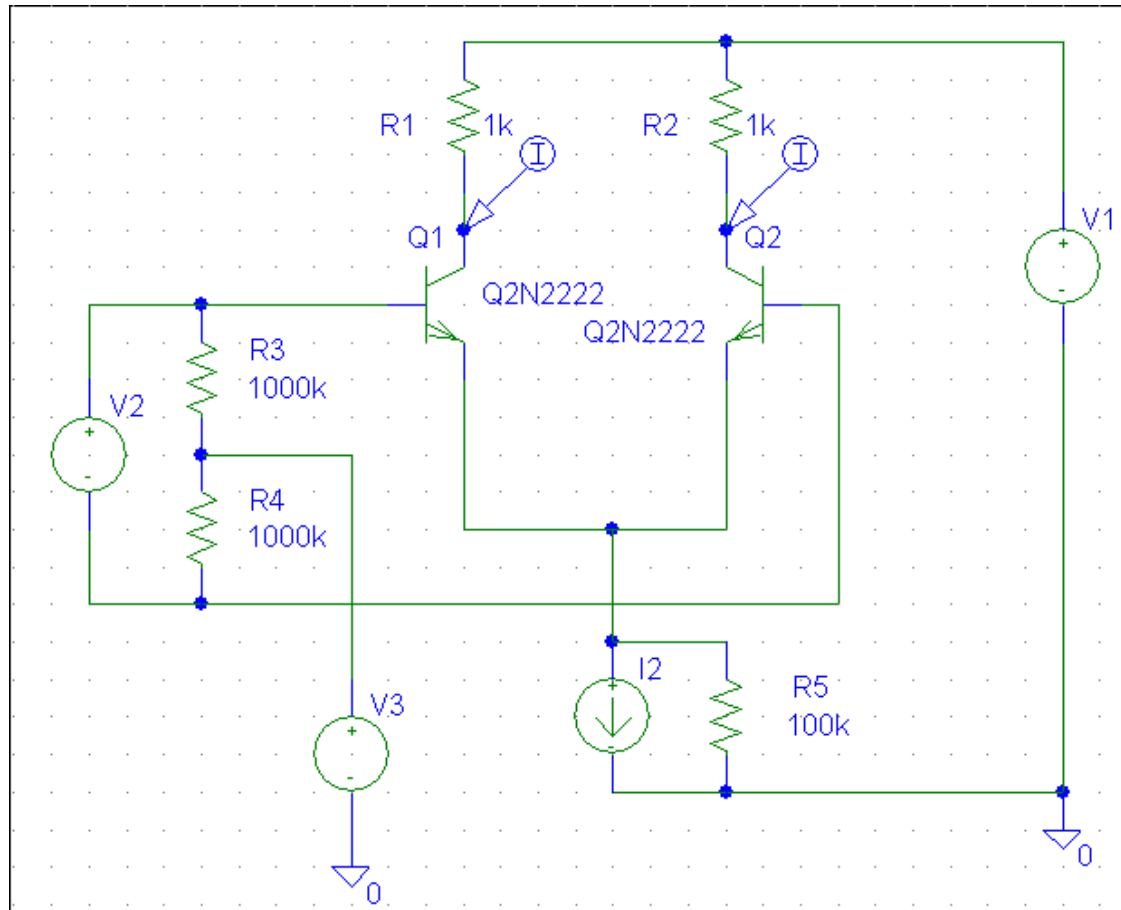 R1
1k
R2
1k
I
I
V1
+
-
Q1
Q2
Q2N2222
Q2N2222
R3
1000k
V2
+
-
R4
1000k
I2
+
-
R5
100k
V3
+
-
0
0